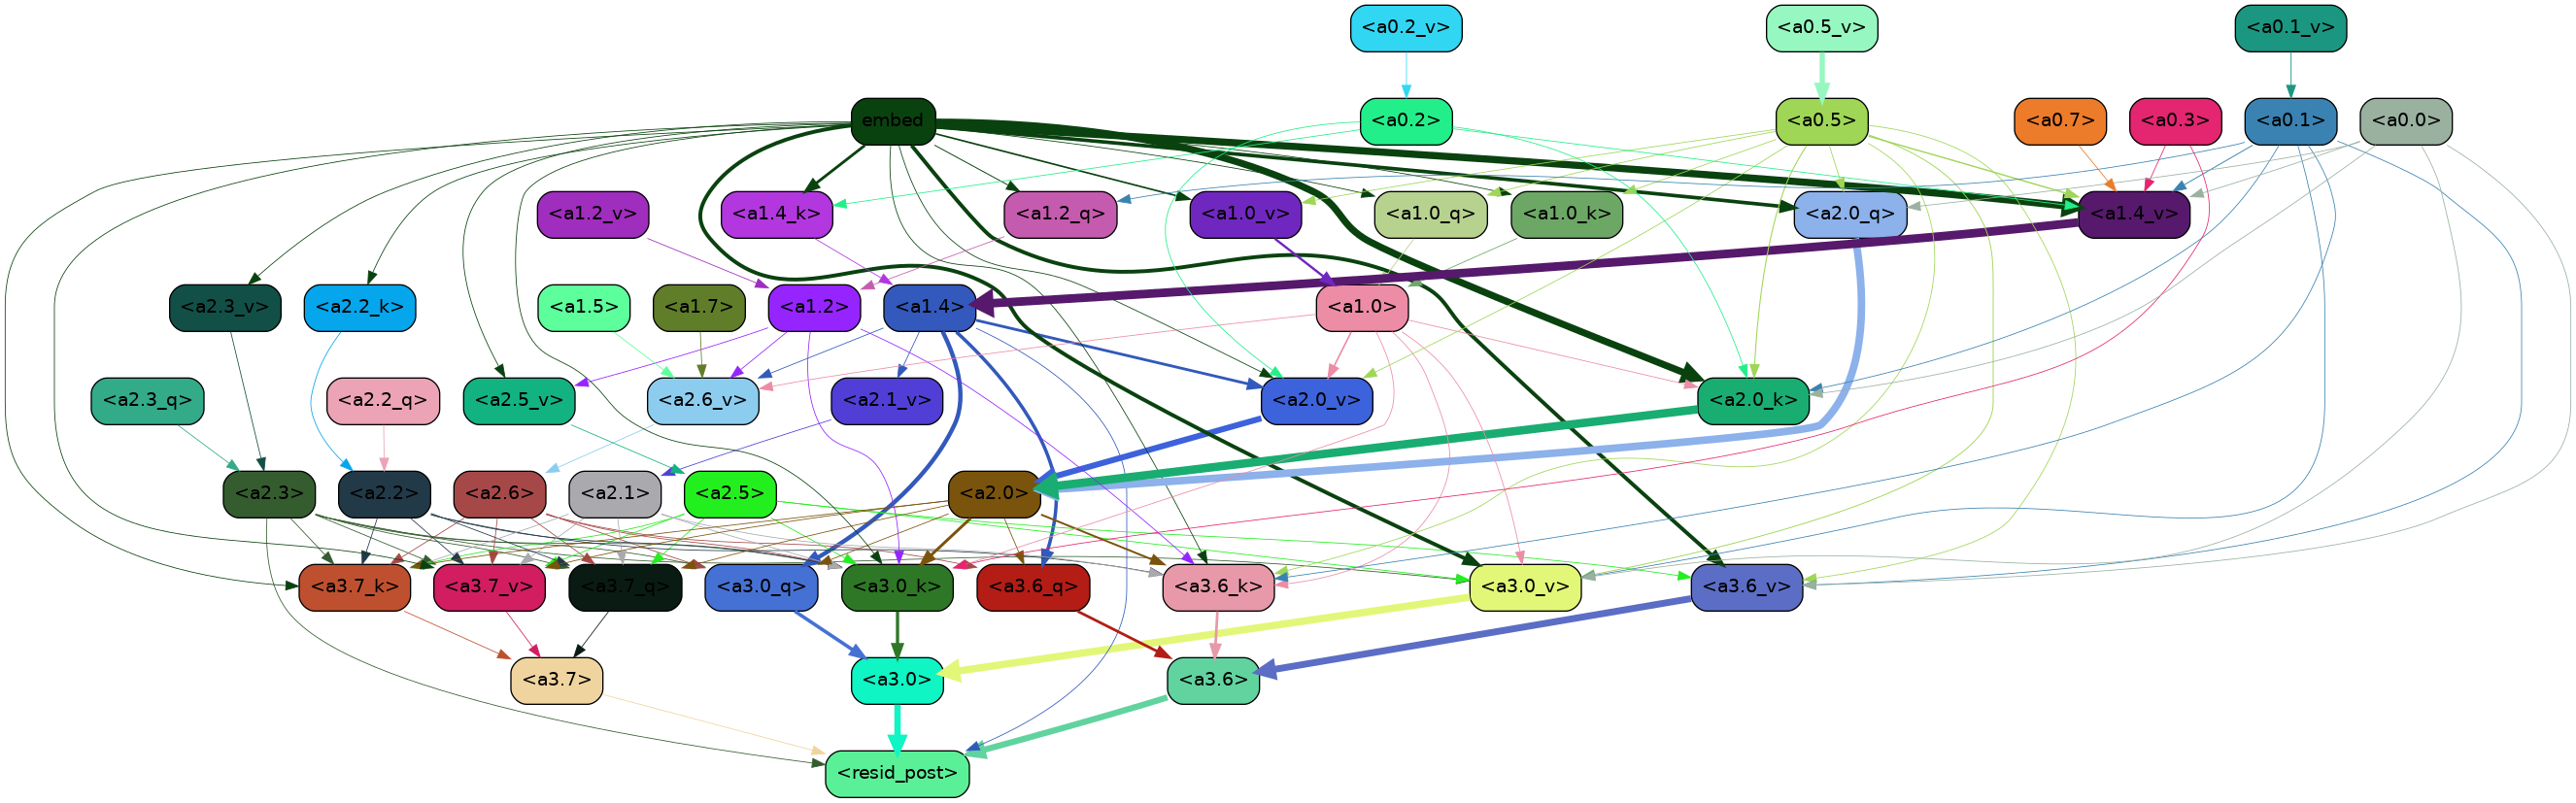 <a0.2_v> <a0.5_v> <a0.1_v>
embed <a0.2> <a0.5> <a0.7> <a0.3> <a0.1> <a0.0>
<a1.2_v> <a1.4_k> <a1.2_q> <a1.0_v> <a1.0_q> <a1.0_k> <a2.0_q> <a1.4_v>
<a2.3_v> <a2.2_k> <a1.5> <a1.7> <a1.2> <a1.4> <a1.0>
<a2.3_q> <a2.2_q> <a2.5_v> <a2.6_v> <a2.1_v> <a2.0_v> <a2.0_k>
<a2.3> <a2.2> <a2.6> <a2.1> <a2.5> <a2.0>
<a3.7_k> <a3.7_v> <a3.7_q> <a3.0_q> <a3.0_k> <a3.6_q> <a3.6_k> <a3.0_v> <a3.6_v>
<a3.7> <a3.0> <a3.6>
<resid_post>